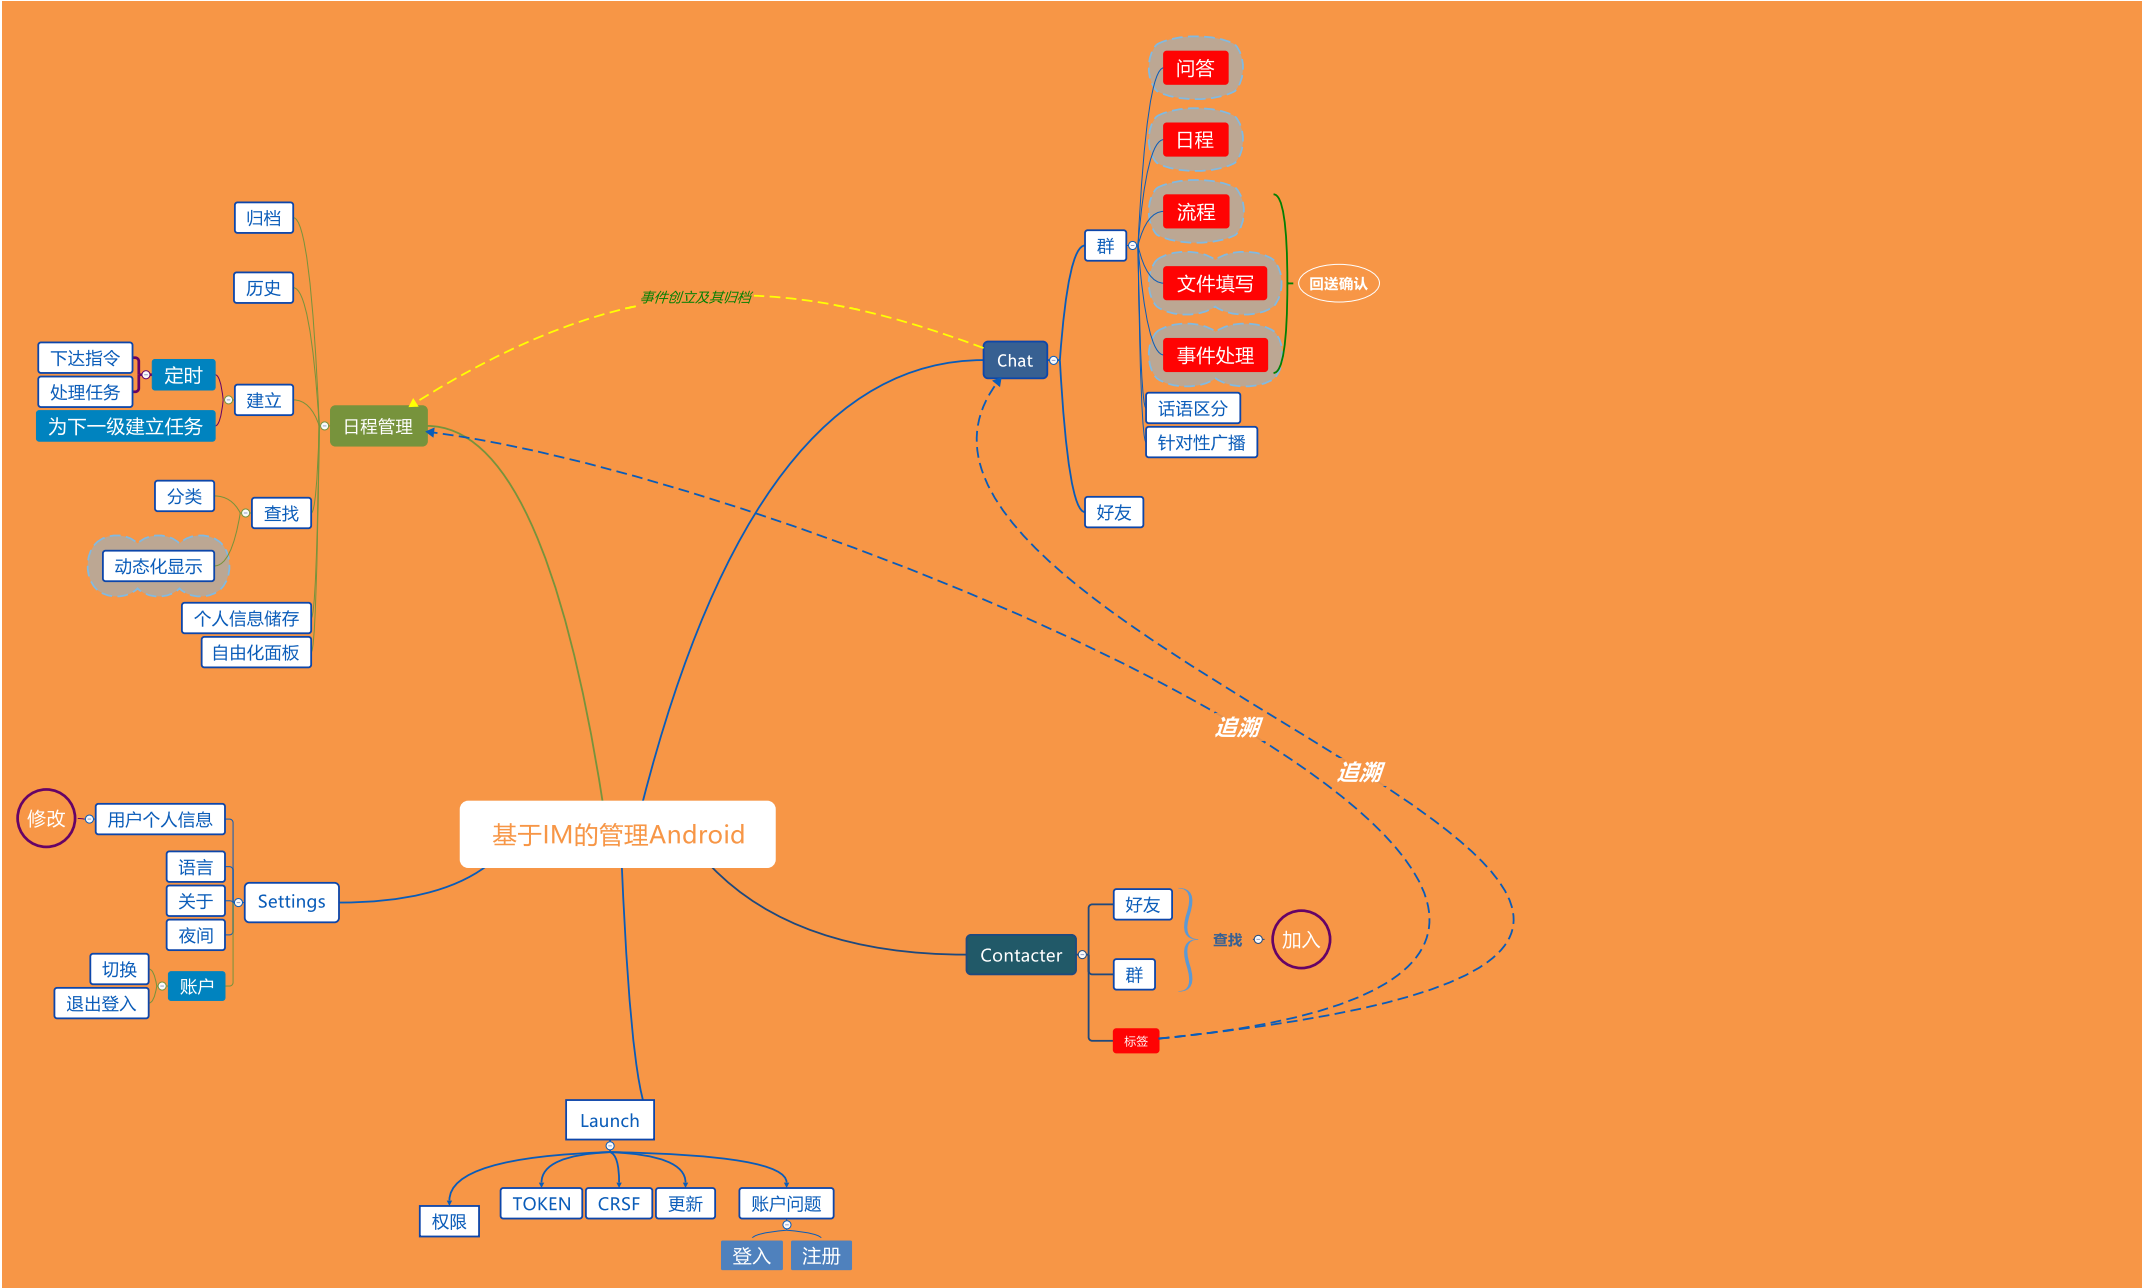 基于IM的管理Android
Chat
群
问答
日程
流程
文件填写
事件处理
回送确认
话语区分
针对性广播
好友
事件创立及其归档
日程管理
归档
历史
建立
定时
下达指令
处理任务
为下一级建立任务
查找
分类
动态化显示
个人信息储存
自由化面板
追溯
追溯
Settings
用户个人信息
修改
语言
关于
夜间
账户
切换
退出登入
Contacter
好友
群
查找
加入
标签
Launch
权限
TOKEN
CRSF
更新
账户问题
登入
注册